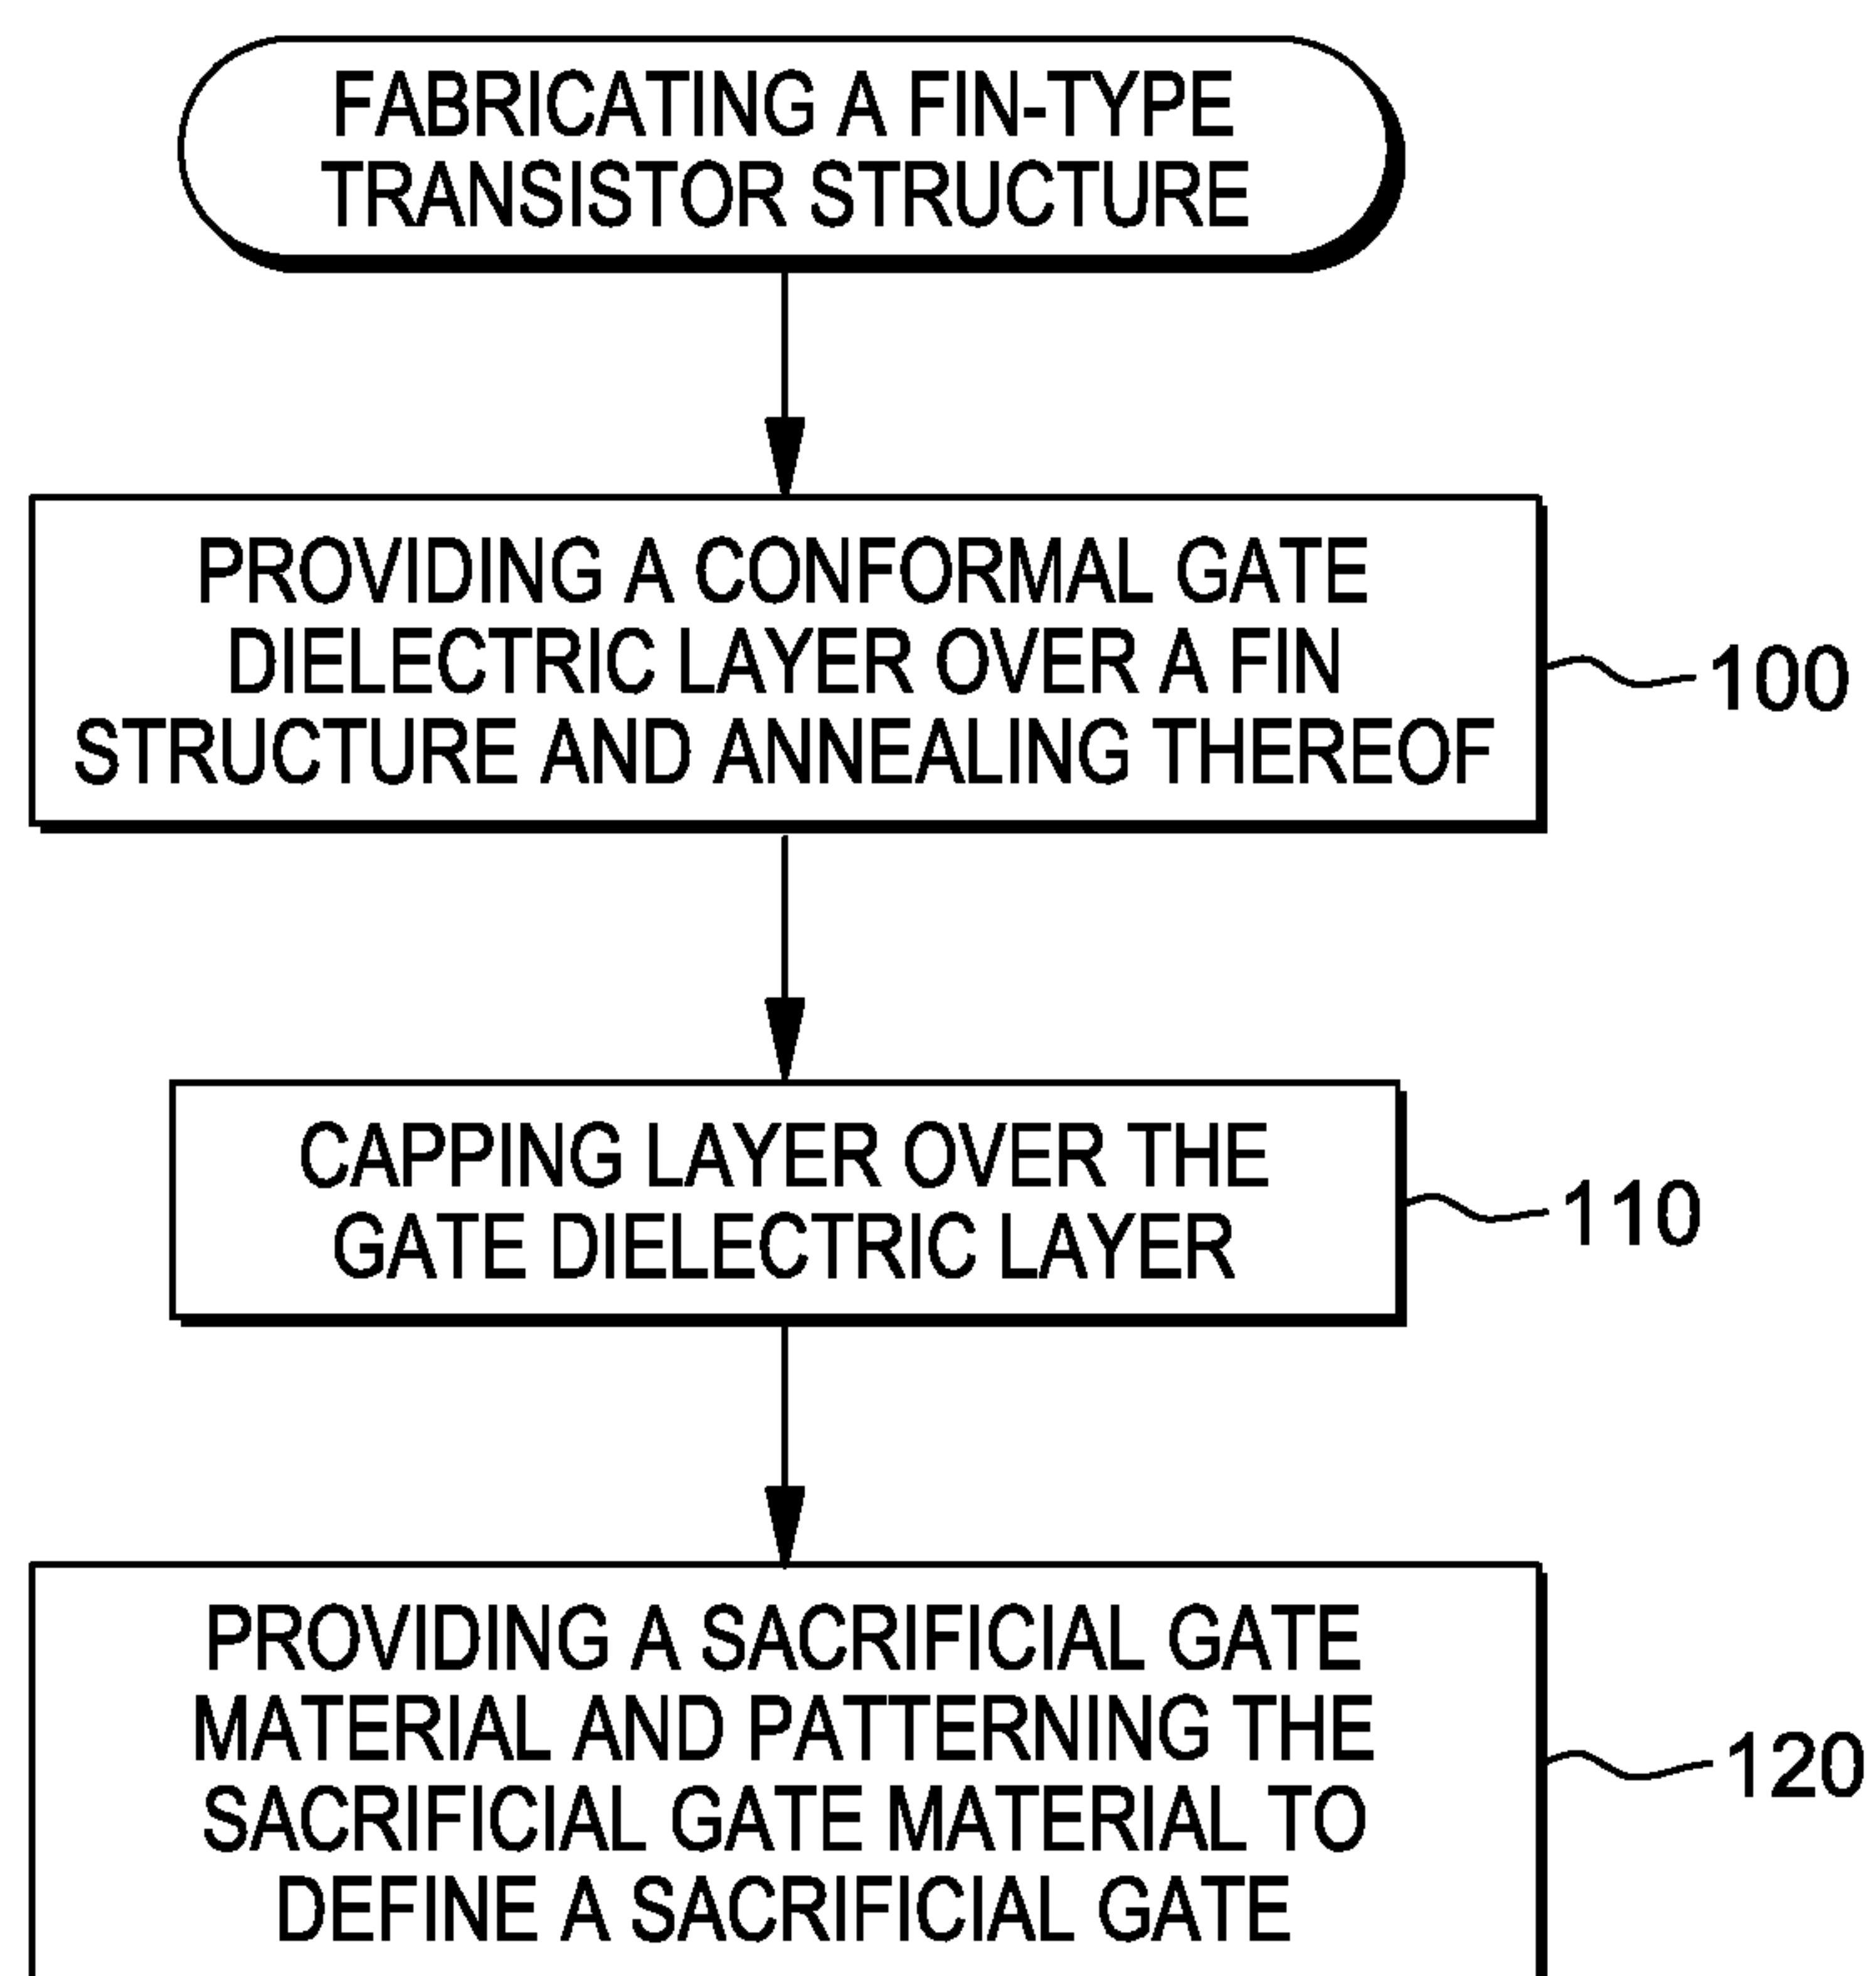 FABRICATING A FIN-TYPE
TRANSISTOR STRUCTURE
PROVIDING A CONFORMAL GATE
DIELECTRIC LAYER OVER A FIN
STRUCTURE AND ANNEALING THEREOF
100
CAPPING LAYER OVER THE
GATE DIELECTRIC LAYER
110
PROVIDING A SACRIFICIAL GATE
MATERIAL AND PATTERNING THE
SACRIFICIAL GATE MATERIAL TO
DEFINE A SACRIFICIAL GATE
120